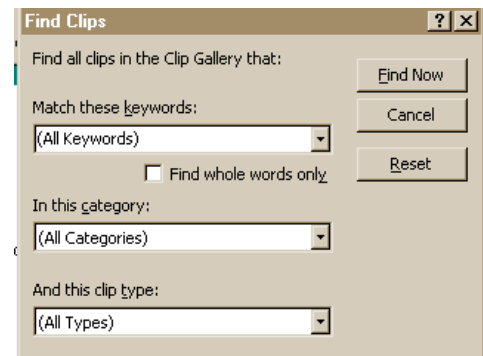 Find Clips
Find all clips in the Clip Gallery that:
Find Now
Match these keywords:
Cancel
(All Keywords)
Find whole words only
Reset
In this category:
(All Categories)
And this clip type:
(All Types)